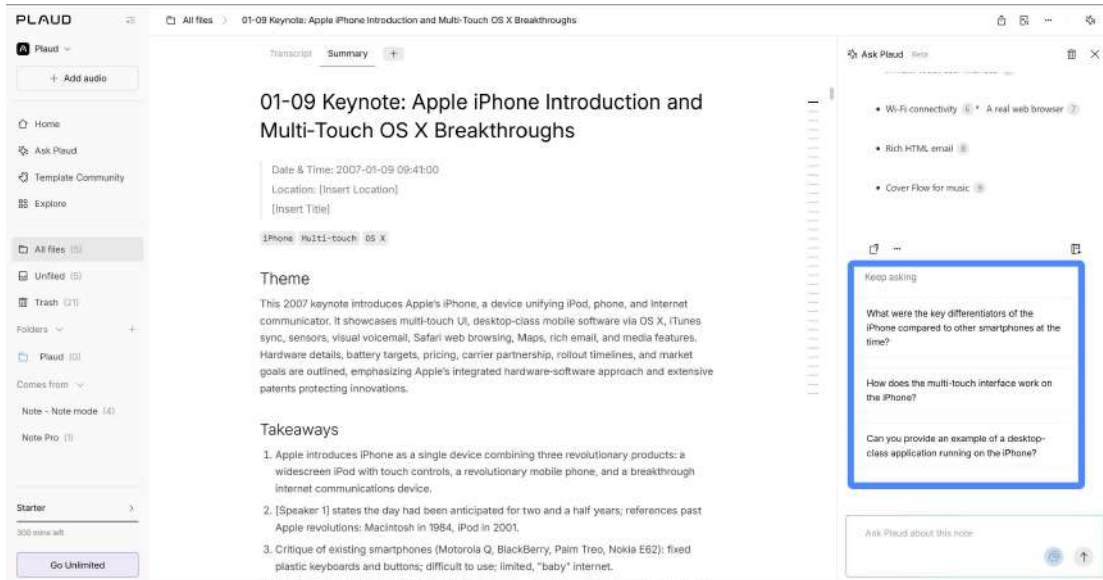 PLAUD
Plaud
+ Add audio
Home
Ask Plaud
Template Community
Explore
All files (5)
Unfiled (5)
Trash (21)
Folders
+
Plaud (0)
Comes from
Note - Note mode (4)
Note Pro (1)
Starter
300 mins left
Go Unlimited
All files > 01-09 Keynote: Apple iPhone Introduction and Multi-Touch OS X Breakthroughs
Transcript Summary +
01-09 Keynote: Apple iPhone Introduction and
Multi-Touch OS X Breakthroughs
Date & Time: 2007-01-09 09:41:00
Location: [Insert Location]
[Insert Title]
iPhone Multi-touch OS X
Theme
This 2007 keynote introduces Apple's iPhone, a device unifying iPod, phone, and Internet
communicator. It showcases multi-touch UI, desktop-class mobile software via OS X, iTunes
sync, sensors, visual voicemail, Safari web browsing, Maps, rich email, and media features.
Hardware details, battery targets, pricing, carrier partnership, rollout timelines, and market
goals are outlined, emphasizing Apple's integrated hardware-software approach and extensive
patents protecting innovations.
Takeaways
1. Apple introduces iPhone as a single device combining three revolutionary products: a
widescreen iPod with touch controls, a revolutionary mobile phone, and a breakthrough
internet communications device.
2. [Speaker 1] states the day had been anticipated for two and a half years; references past
Apple revolutions: Macintosh in 1984, iPod in 2001.
3. Critique of existing smartphones (Motorola Q, BlackBerry, Palm Treo, Nokia E62): fixed
plastic keyboards and buttons; difficult to use; limited, "baby" internet.
Ask Plaud Beta
• Wi-Fi connectivity 6 * A real web browser 7
• Rich HTML email 8
• Cover Flow for music 9
Keep asking
What were the key differentiators of the
iPhone compared to other smartphones at the
time?
How does the multi-touch interface work on
the iPhone?
Can you provide an example of a desktop-
class application running on the iPhone?
Ask Plaud about this note